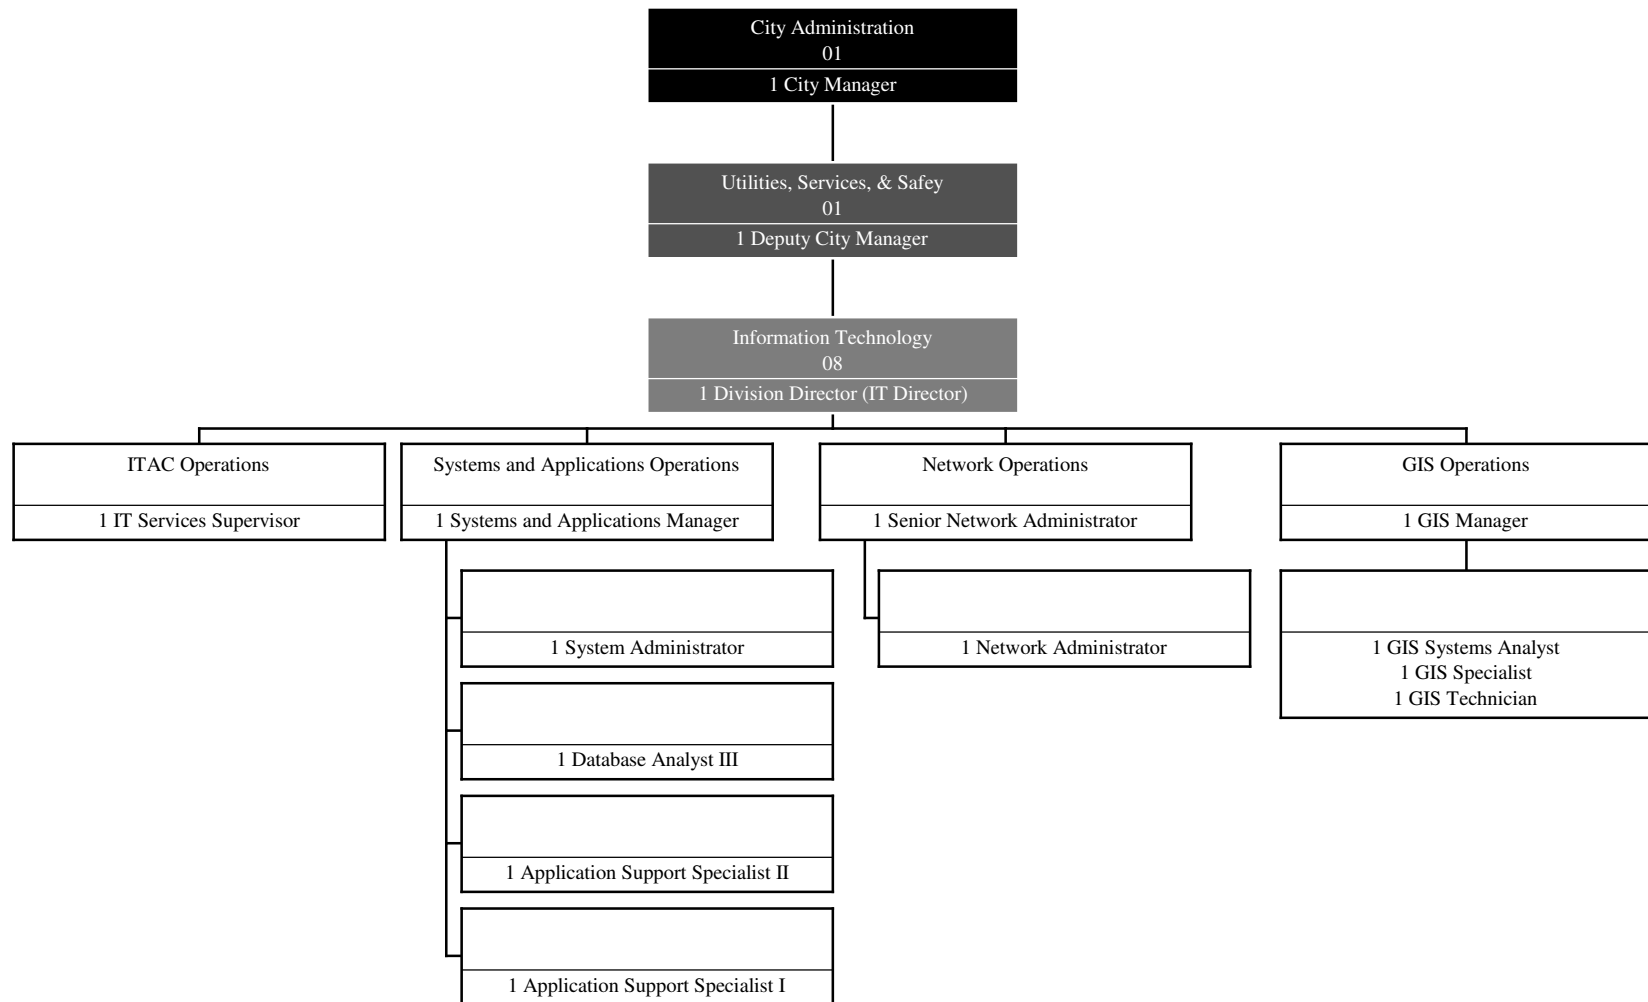 City Administration
01
1 City Manager
Utilities, Services, & Safey
01
1 Deputy City Manager
Information Technology
08
1 Division Director (IT Director)
ITAC Operations
1 IT Services Supervisor
Systems and Applications Operations
1 Systems and Applications Manager
1 System Administrator
1 Database Analyst III
1 Application Support Specialist II
1 Application Support Specialist I
Network Operations
1 Senior Network Administrator
1 Network Administrator
GIS Operations
1 GIS Manager
1 GIS Systems Analyst
1 GIS Specialist
1 GIS Technician